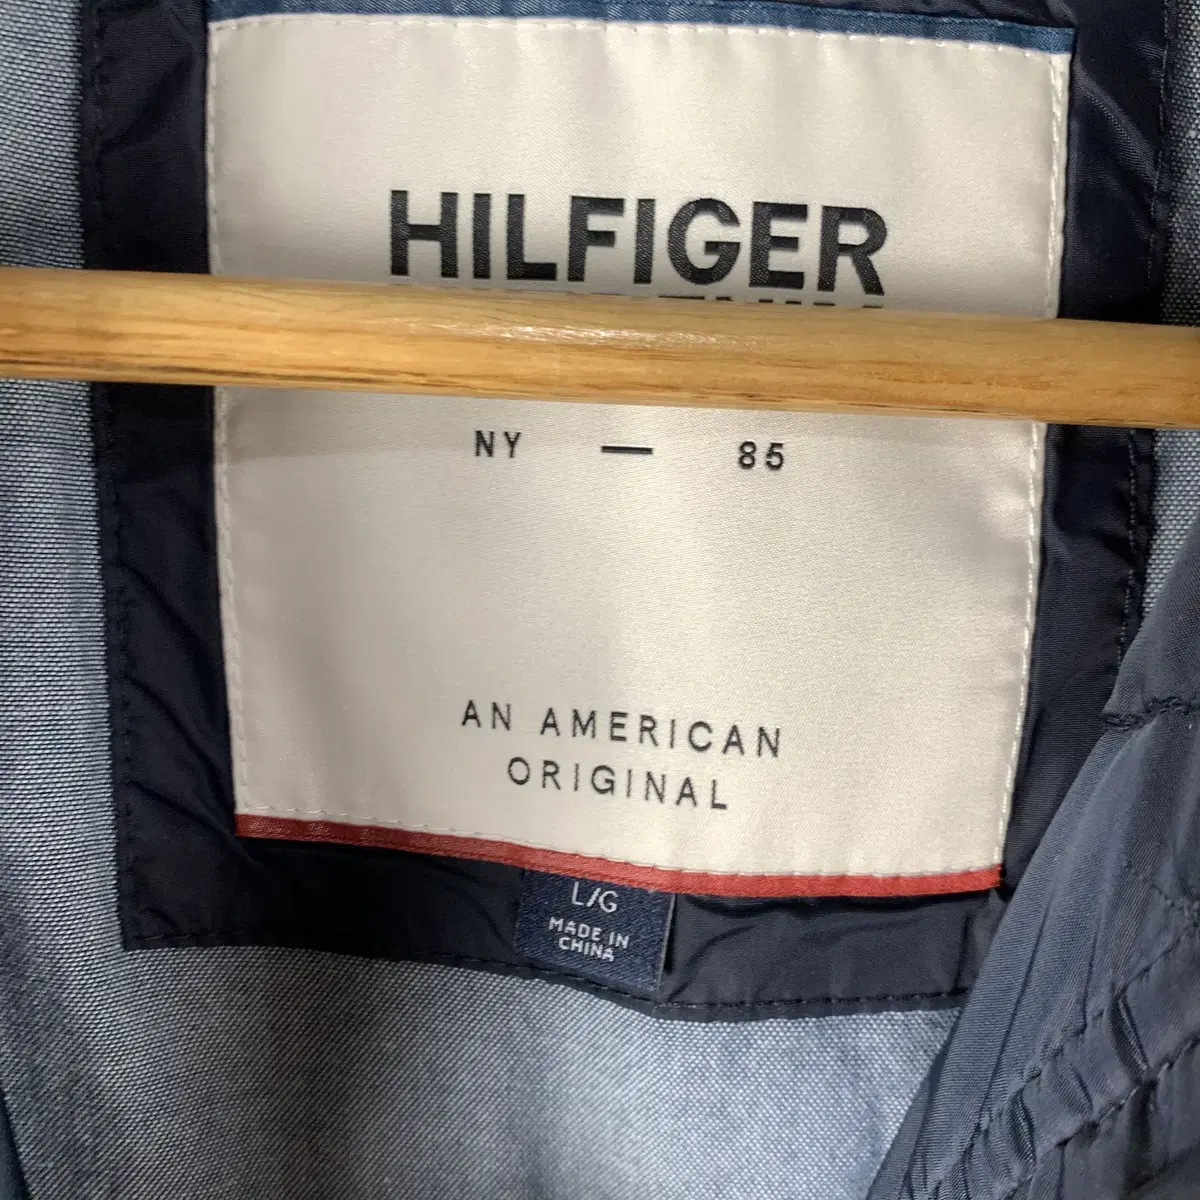 HILFIGER
NY — 85
AN AMERICAN
ORIGINAL
L/G
MADE IN
CHINA